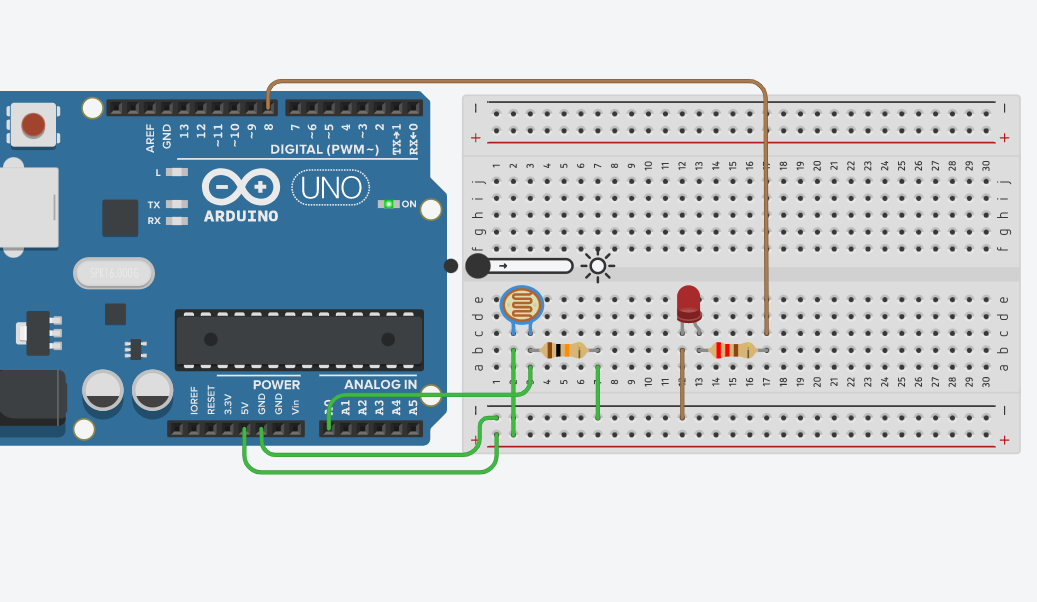 AREF
GND
13
12
~11
~10
~9
8
7
~6
~5
4
~3
2
TX→1
RX←0
DIGITAL (PWM~)
L
TX
RX
UNO
ARDUINO
ON
SPK16.000G
IOREF
RESET
3.3V
5V
GND
GND
Vin
POWER
ANALOG IN
A0
A1
A2
A3
A4
A5
− −
+ +
1 2 3 4 5 6 7 8 9 10 11 12 13 14 15 16 17 18 19 20 21 22 23 24 25 26 27 28 29 30
j j
i i
h h
g g
f f
e e
d d
c c
b b
a a
1 2 3 4 5 6 7 8 9 10 11 12 13 14 15 16 17 18 19 20 21 22 23 24 25 26 27 28 29 30
− −
+ +